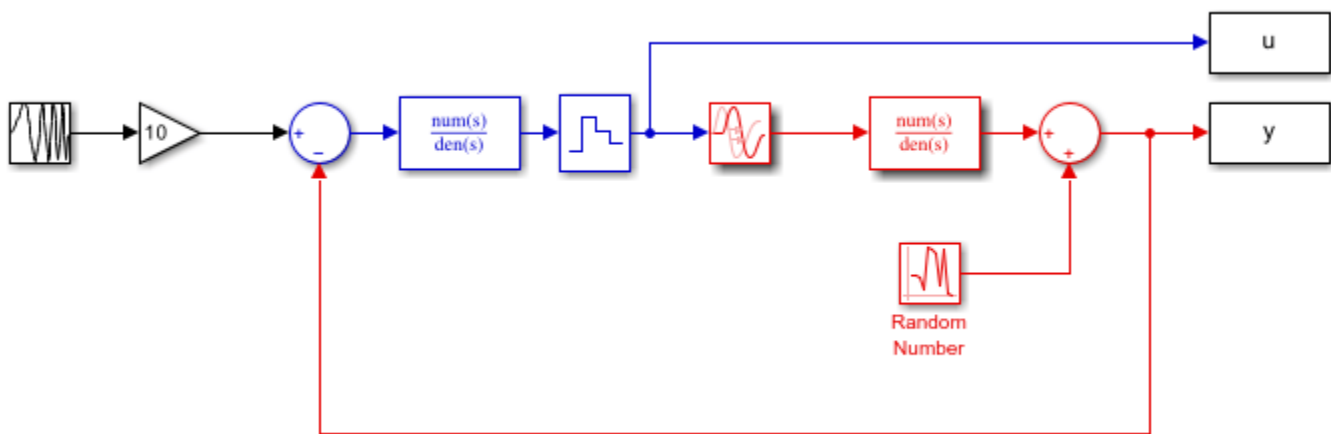 u
10
+
−
num(s)
den(s)
num(s)
den(s)
+
+
y
Random
Number